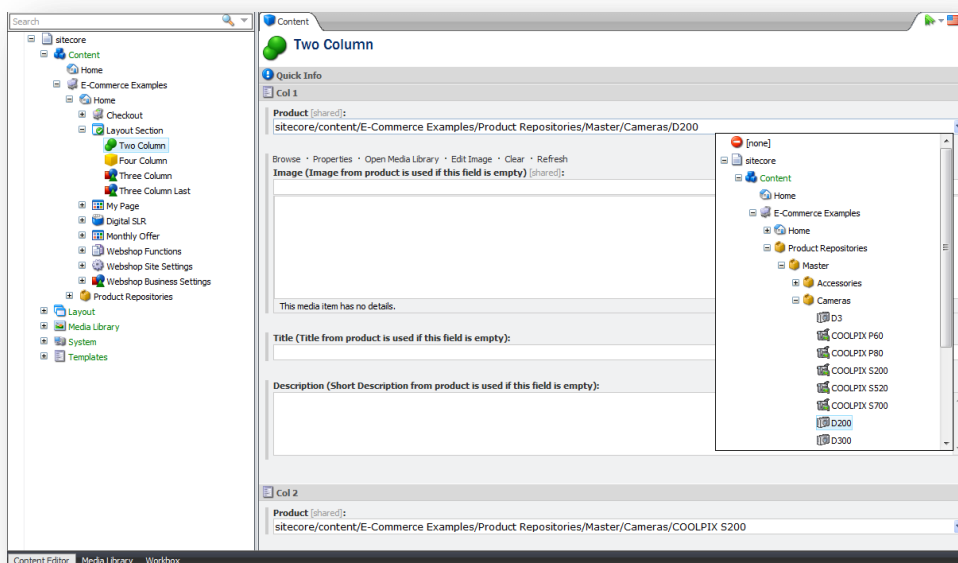 Search
sitecore
Content
Home
E-Commerce Examples
Home
Checkout
Layout Section
Two Column
Four Column
Three Column
Three Column Last
My Page
Digital SLR
Monthly Offer
Webshop Functions
Webshop Site Settings
Webshop Business Settings
Product Repositories
Layout
Media Library
System
Templates
Content
Two Column
Quick Info
Col 1
Product [shared]:
sitecore/content/E-Commerce Examples/Product Repositories/Master/Cameras/D200
Browse · Properties · Open Media Library · Edit Image · Clear · Refresh
Image (Image from product is used if this field is empty) [shared]:
This media item has no details.
Title (Title from product is used if this field is empty):
Description (Short Description from product is used if this field is empty):
[none]
sitecore
Content
Home
E-Commerce Examples
Home
Product Repositories
Master
Accessories
Cameras
D3
COOLPIX P60
COOLPIX P80
COOLPIX S200
COOLPIX S520
COOLPIX S700
D200
D300
Col 2
Product [shared]:
sitecore/content/E-Commerce Examples/Product Repositories/Master/Cameras/COOLPIX S200
Content Editor Media Library Workbox